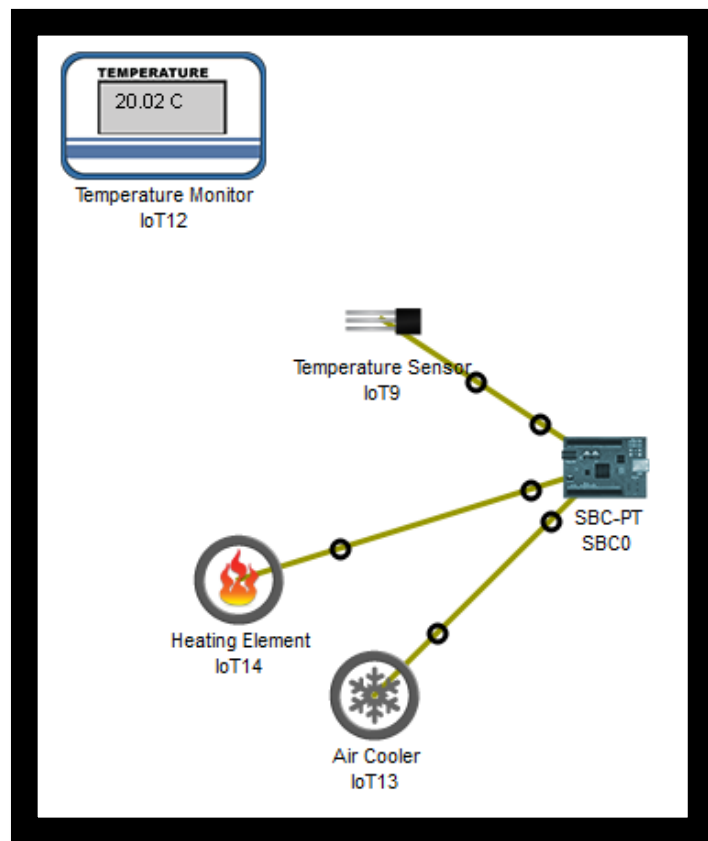 TEMPERATURE
20.02 C
Temperature Monitor
IoT12
Temperature Sensor
IoT9
SBC-PT
SBC0
Heating Element
IoT14
Air Cooler
IoT13